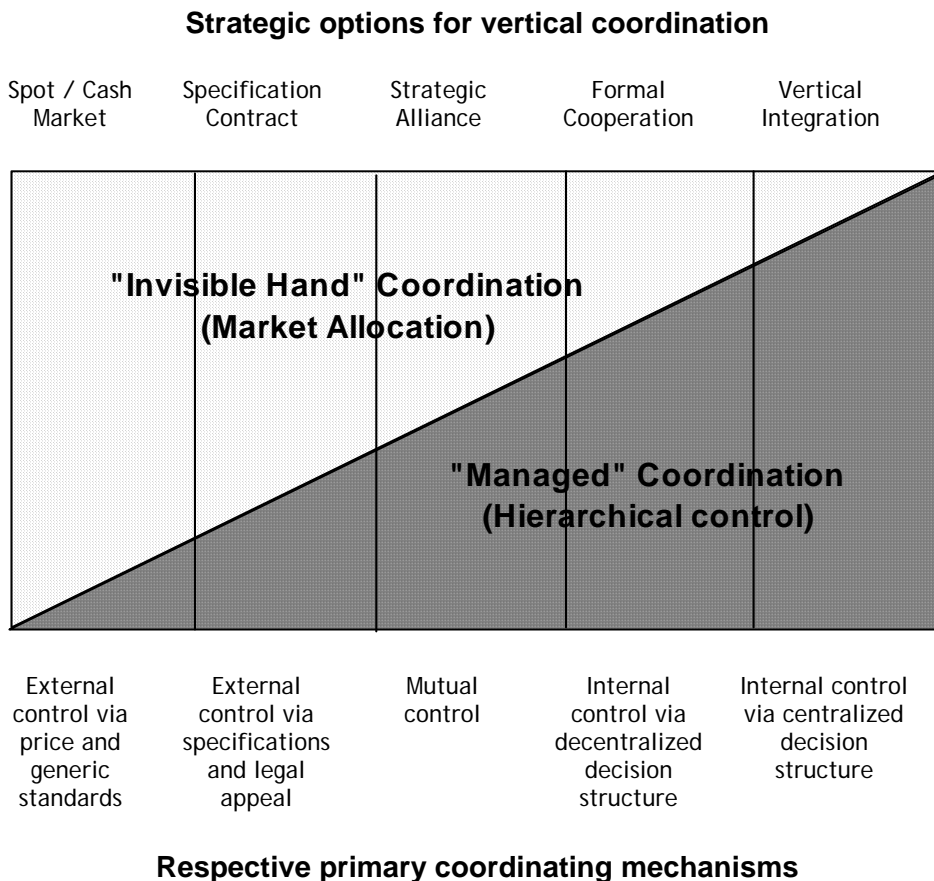 Strategic options for vertical coordination
Spot / Cash
Market
Specification
Contract
Strategic
Alliance
Formal
Cooperation
Vertical
Integration
"Invisible Hand" Coordination
(Market Allocation)
"Managed" Coordination
(Hierarchical control)
External
control via
price and
generic
standards
External
control via
specifications
and legal
appeal
Mutual
control
Internal
control via
decentralized
decision
structure
Internal control
via centralized
decision
structure
Respective primary coordinating mechanisms